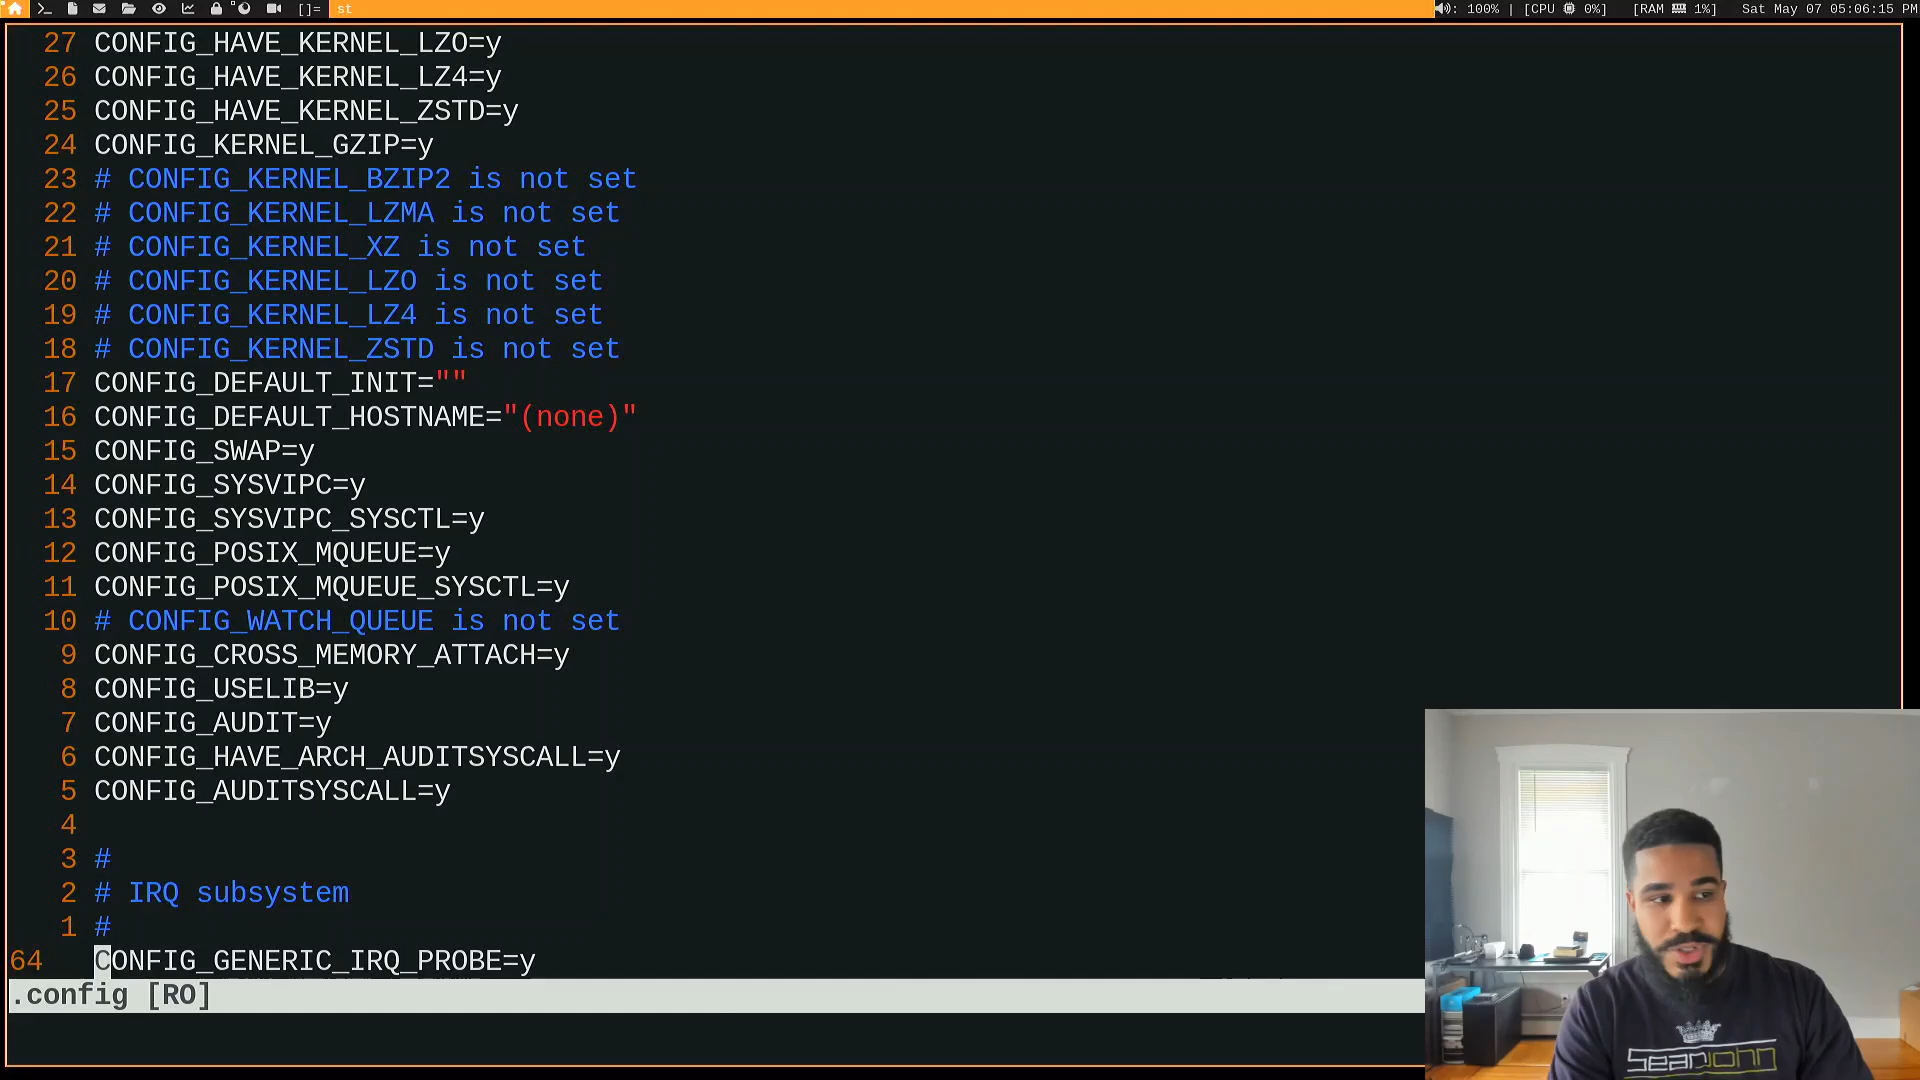 []= st : 100% | [CPU 0%] [RAM 1%] Sat May 07 05:06:15 PM
27 CONFIG_HAVE_KERNEL_LZO=y
26 CONFIG_HAVE_KERNEL_LZ4=y
25 CONFIG_HAVE_KERNEL_ZSTD=y
24 CONFIG_KERNEL_GZIP=y
23 # CONFIG_KERNEL_BZIP2 is not set
22 # CONFIG_KERNEL_LZMA is not set
21 # CONFIG_KERNEL_XZ is not set
20 # CONFIG_KERNEL_LZO is not set
19 # CONFIG_KERNEL_LZ4 is not set
18 # CONFIG_KERNEL_ZSTD is not set
17 CONFIG_DEFAULT_INIT=""
16 CONFIG_DEFAULT_HOSTNAME="(none)"
15 CONFIG_SWAP=y
14 CONFIG_SYSVIPC=y
13 CONFIG_SYSVIPC_SYSCTL=y
12 CONFIG_POSIX_MQUEUE=y
11 CONFIG_POSIX_MQUEUE_SYSCTL=y
10 # CONFIG_WATCH_QUEUE is not set
9 CONFIG_CROSS_MEMORY_ATTACH=y
8 CONFIG_USELIB=y
7 CONFIG_AUDIT=y
6 CONFIG_HAVE_ARCH_AUDITSYSCALL=y
5 CONFIG_AUDITSYSCALL=y
4
3 #
2 # IRQ subsystem
1 #
64 CONFIG_GENERIC_IRQ_PROBE=y
.config [RO]
seanjohn